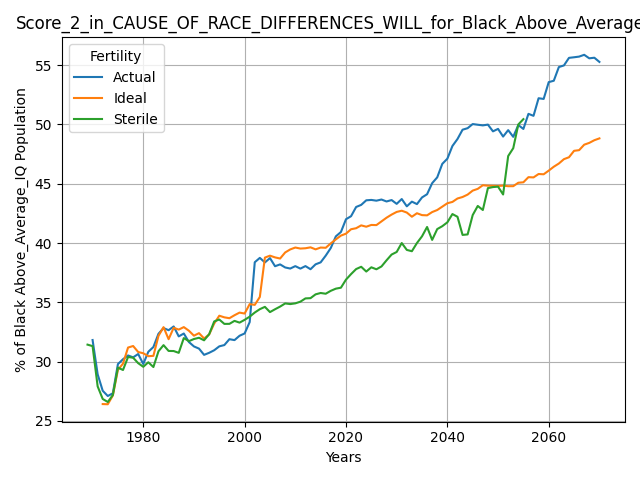 Score_2_in_CAUSE_OF_RACE_DIFFERENCES_WILL_for_Black_Above_Average
Fertility
Actual
Ideal
Sterile
% of Black Above_Average_IQ Population
55
50
45
40
35
30
25
1980
2000
2020
2040
2060
Years